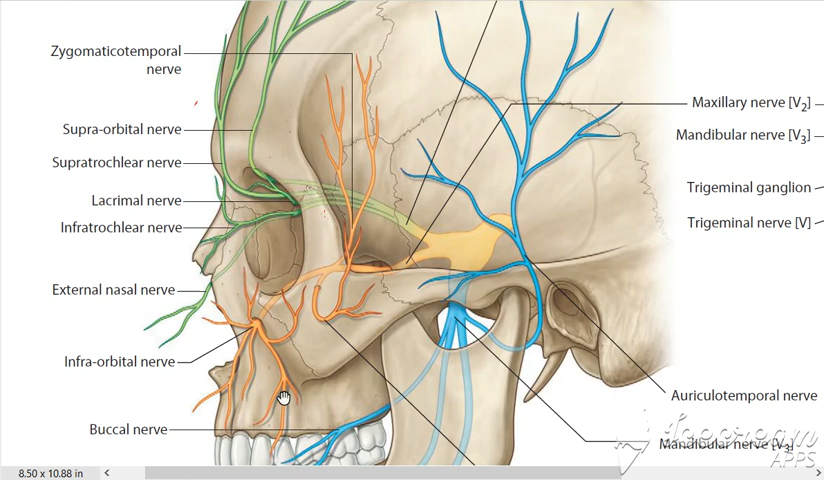 Zygomaticotemporal
nerve
Supra-orbital nerve
Supratrochlear nerve
Lacrimal nerve
Infratrochlear nerve
External nasal nerve
Infra-orbital nerve
Buccal nerve
Maxillary nerve [V2]
Mandibular nerve [V3]
Trigeminal ganglion
Trigeminal nerve [V]
Auriculotemporal nerve
Mandibular nerve [V3]
Icecream
APPS
8.50 x 10.88 in